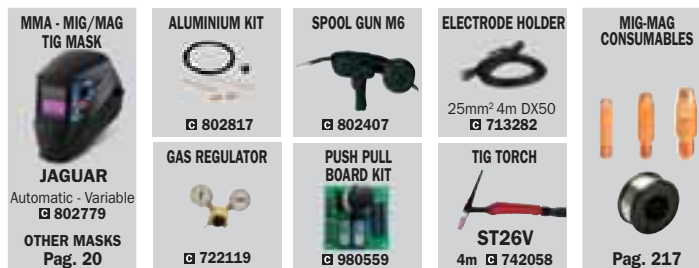 MMA - MIG/MAG
TIG MASK
JAGUAR
Automatic - Variable
C 802779
OTHER MASKS
Pag. 20
ALUMINIUM KIT
C 802817
SPOOL GUN M6
C 802407
ELECTRODE HOLDER
25mm² 4m DX50
C 713282
GAS REGULATOR
C 722119
PUSH PULL
BOARD KIT
C 980559
TIG TORCH
ST26V
4m C 742058
MIG-MAG
CONSUMABLES
Pag. 217